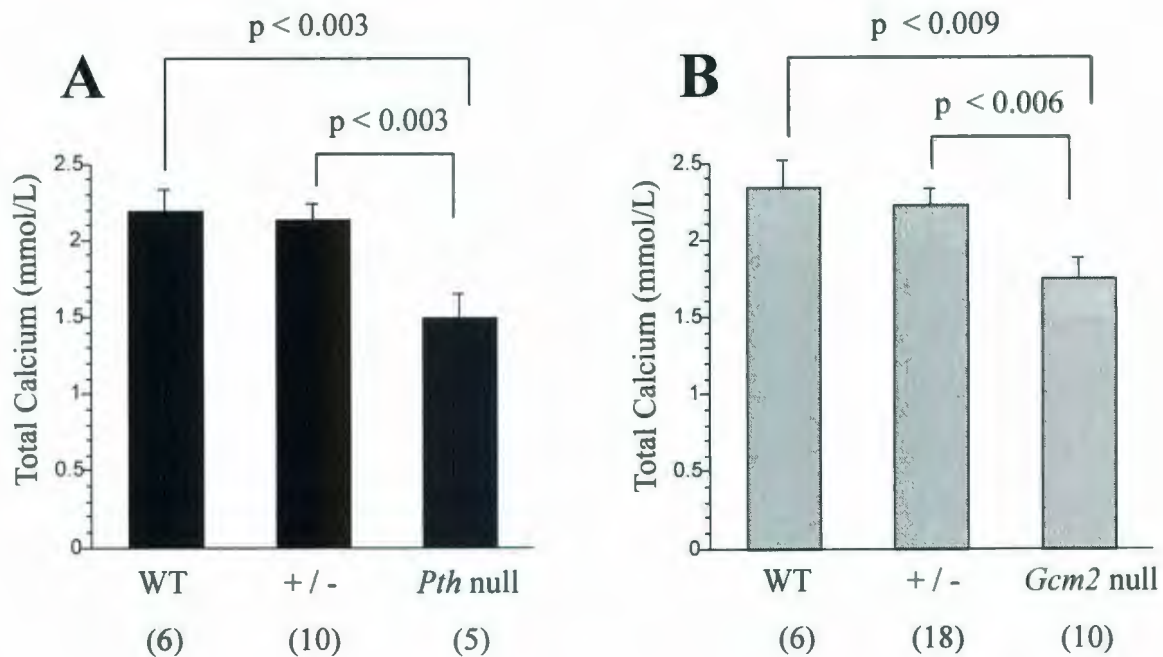 A
p < 0.003
p < 0.003
Total Calcium (mmol/L)
2.5
2
1.5
1
0.5
0
WT
+ / -
Pth null
(6)
(10)
(5)
B
p < 0.009
p < 0.006
Total Calcium (mmol/L)
2.5
2
1.5
1
0.5
0
WT
+ / -
Gcm2 null
(6)
(18)
(10)